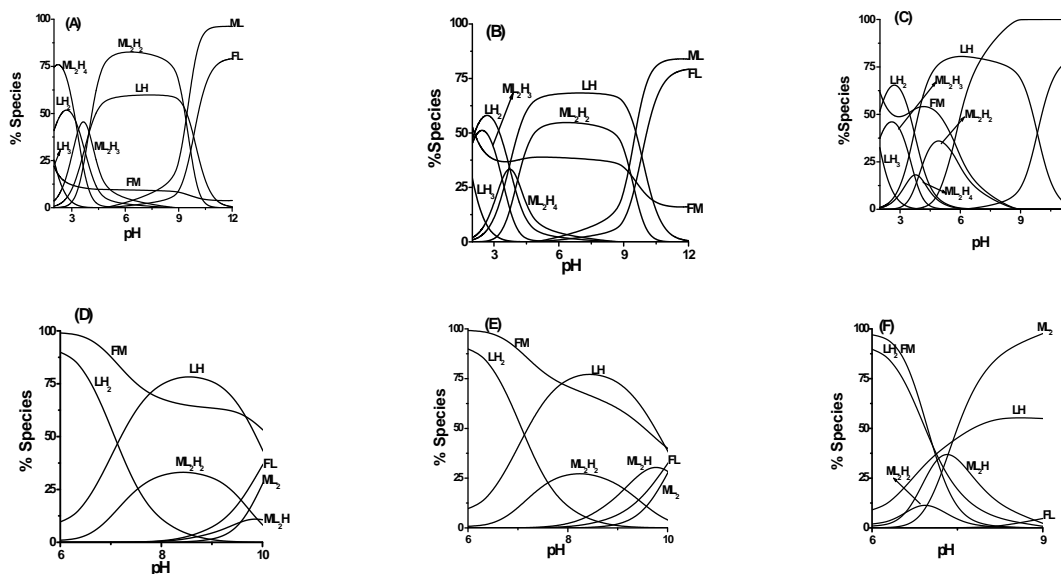 (A)
100
75
50
25
0
% Species
3
6
9
12
pH
ML₂H₄
ML₂H₂
ML
FL
LH₂
LH
LH₃
ML₂H₃
FM
(B)
100
75
50
25
0
%Species
3
6
9
12
pH
LH₂
ML₂H₃
LH
ML₂H₂
ML
FL
LH₃
ML₂H₄
FM
(C)
100
75
50
25
0
%Species
3
6
9
pH
LH₂
ML₂H₃
LH
FM
ML₂H₂
LH₃
ML₂H₄
(D)
100
75
50
25
0
% Species
6
8
10
pH
FM
LH₂
LH
ML₂H₂
FL
ML₂
ML₂H
(E)
100
75
50
25
0
% Species
6
8
10
pH
FM
LH₂
LH
ML₂H₂
ML₂H
FL
ML₂
(F)
100
75
50
25
0
% Species
6
7
8
9
pH
LH₂
FM
ML₂
LH
ML₂H₂
ML₂H
FL